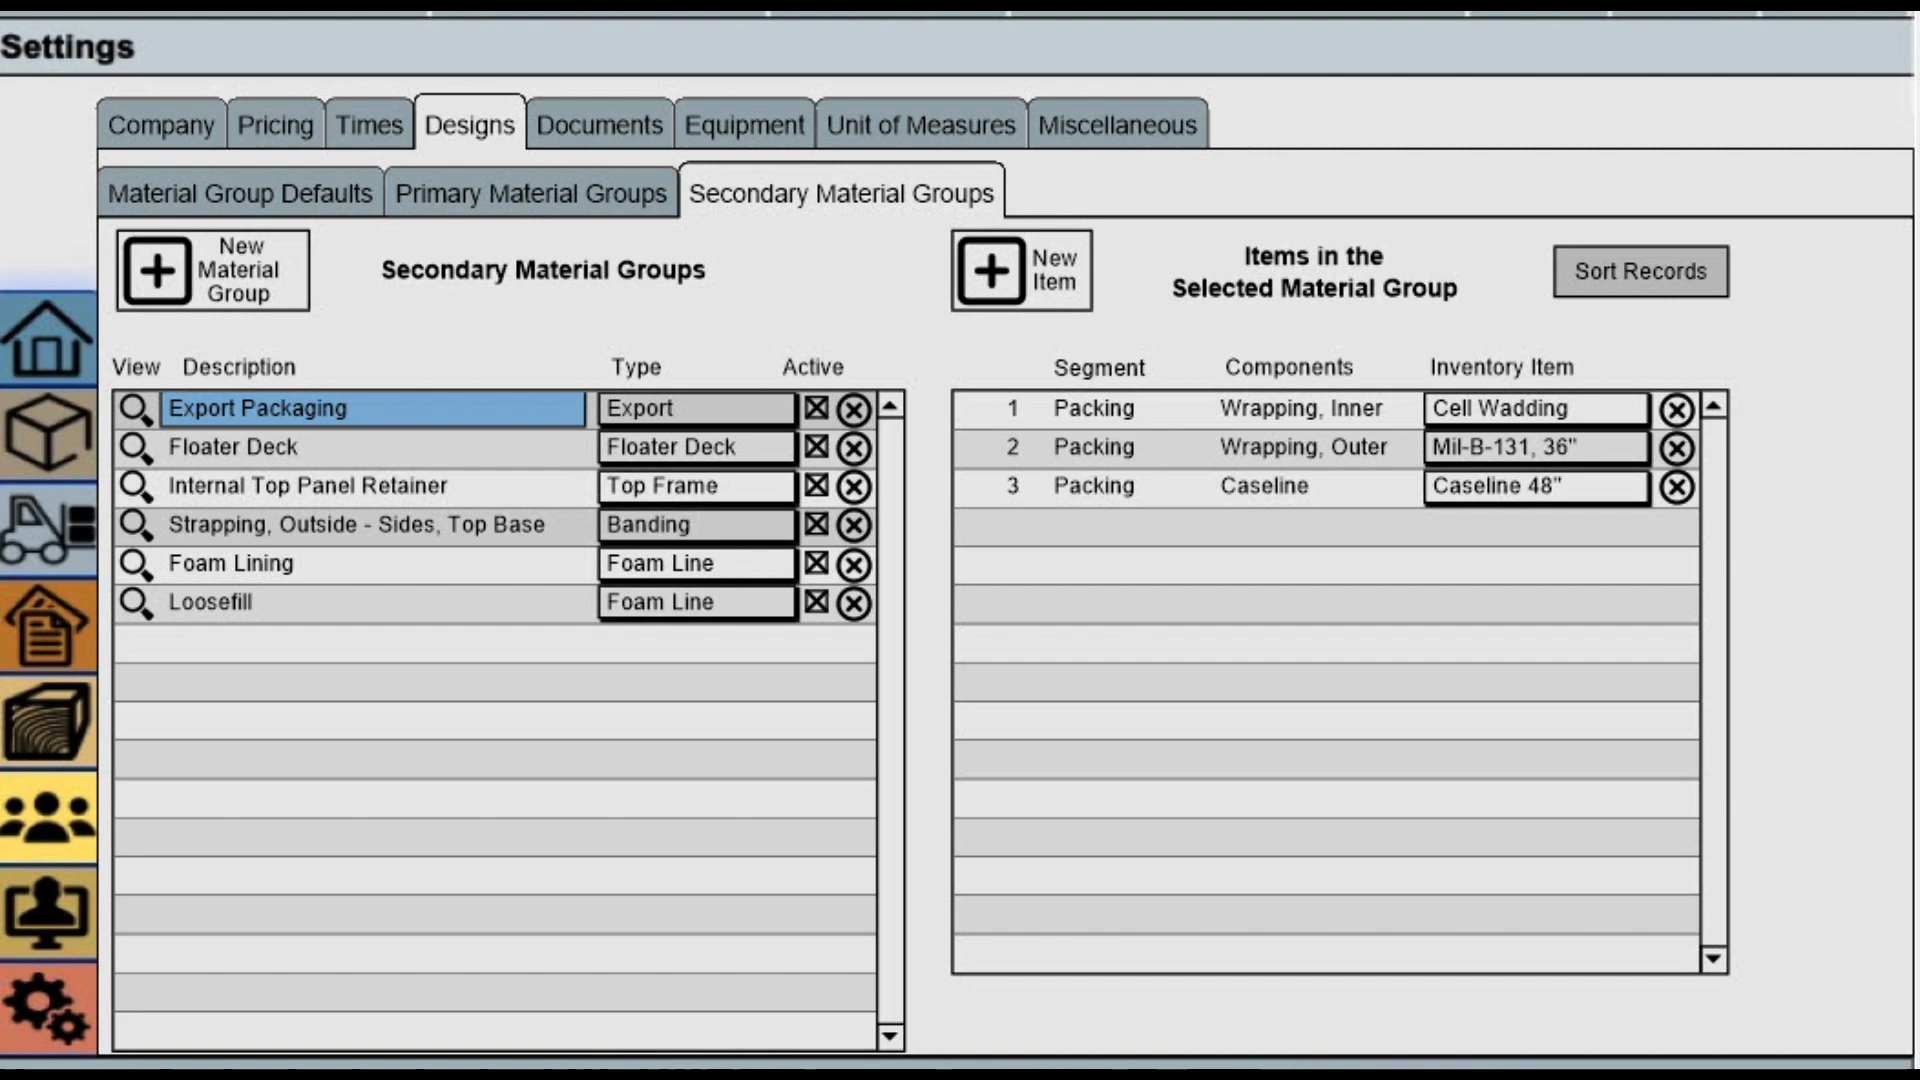 Settings
Company Pricing Times Designs Documents Equipment Unit of Measures Miscellaneous
Material Group Defaults Primary Material Groups Secondary Material Groups
New
Material
Group
Secondary Material Groups
New
Item
Items in the
Selected Material Group
Sort Records
View Description Type Active
Export Packaging Export
Floater Deck Floater Deck
Internal Top Panel Retainer Top Frame
Strapping, Outside - Sides, Top Base Banding
Foam Lining Foam Line
Loosefill Foam Line
Segment Components Inventory Item
1 Packing Wrapping, Inner Cell Wadding
2 Packing Wrapping, Outer Mil-B-131, 36"
3 Packing Caseline Caseline 48"